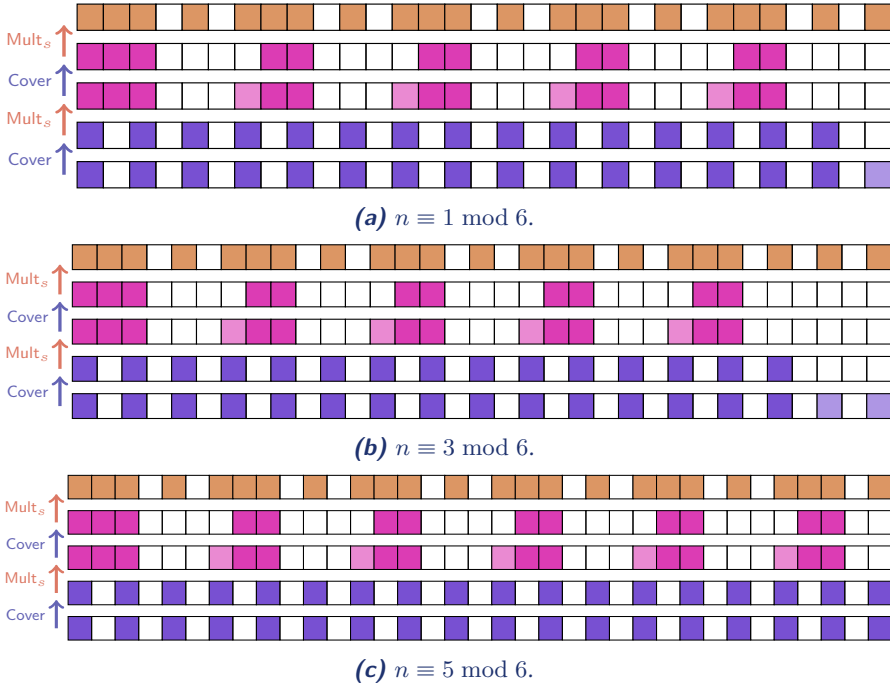 Mult_s
Cover
Mult_s
Cover
(a) n ≡ 1 mod 6.
Mult_s
Cover
Mult_s
Cover
(b) n ≡ 3 mod 6.
Mult_s
Cover
Mult_s
Cover
(c) n ≡ 5 mod 6.